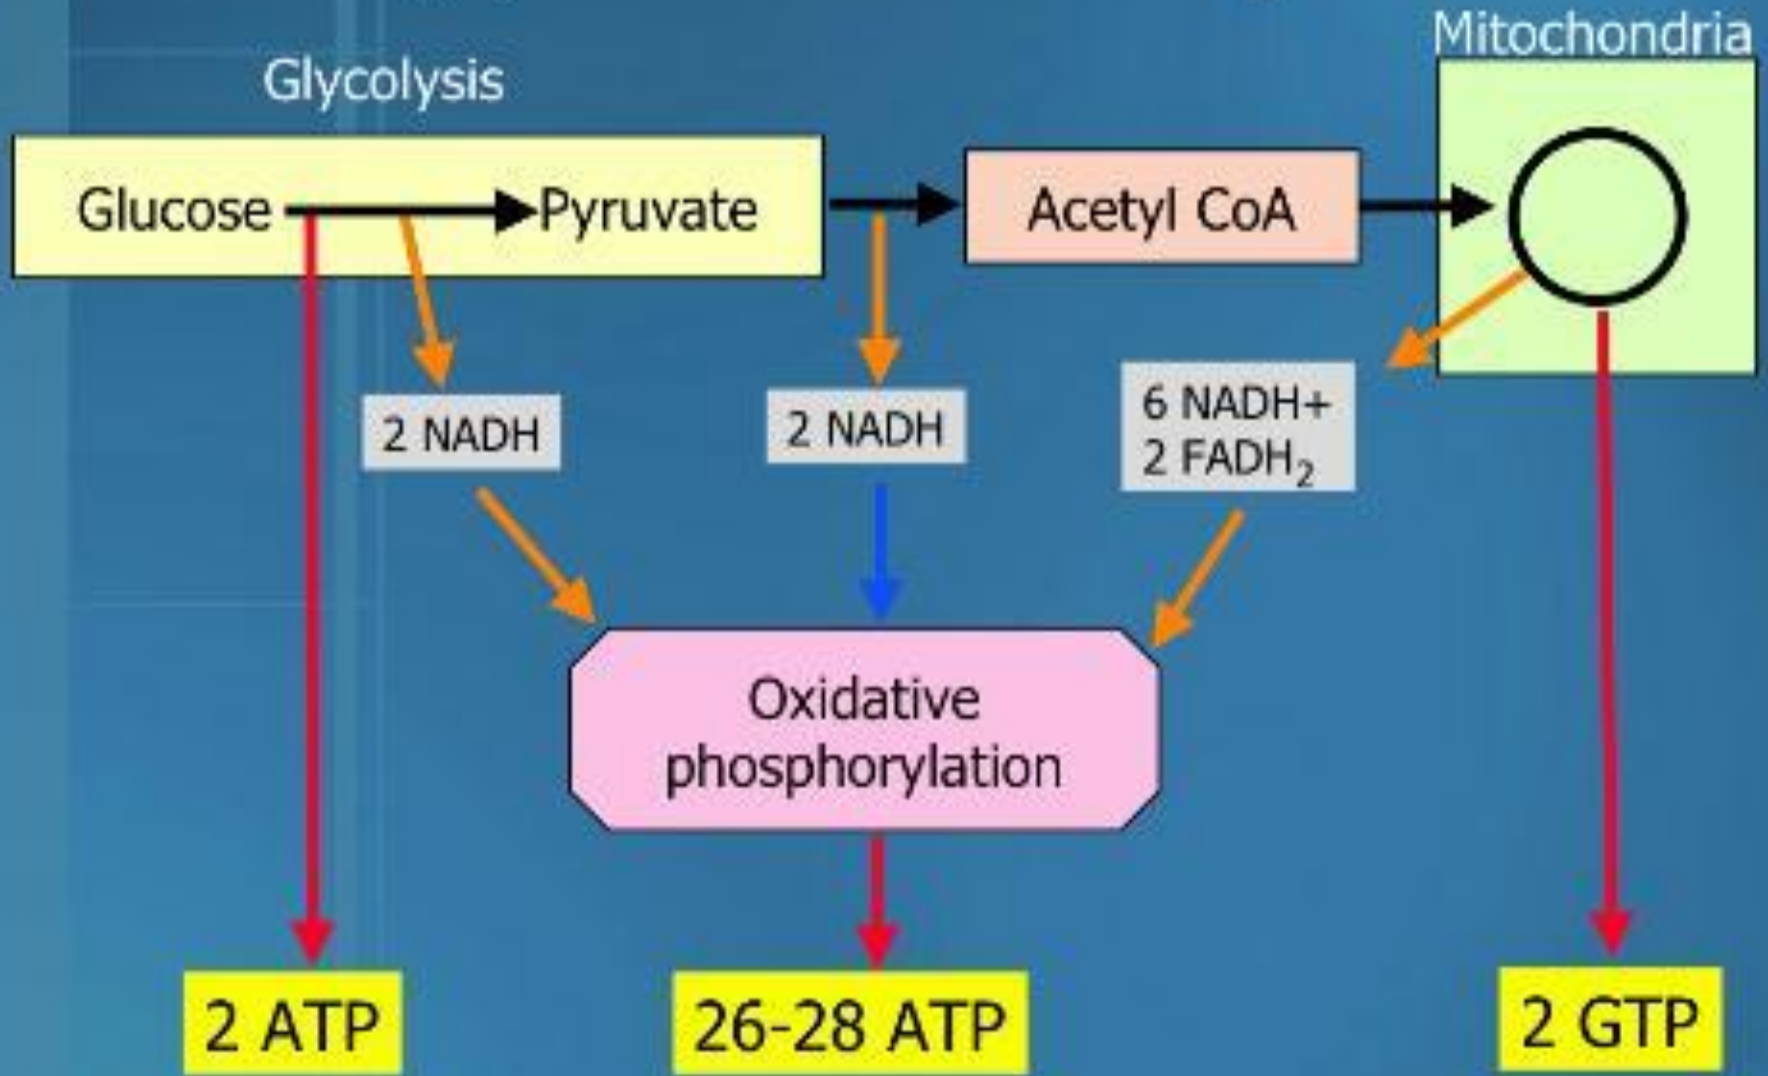 Mitochondria
Glycolysis
Glucose
Pyruvate
Acetyl CoA
2 NADH
2 NADH
6 NADH+
2 FADH₂
Oxidative
phosphorylation
2 ATP
26-28 ATP
2 GTP